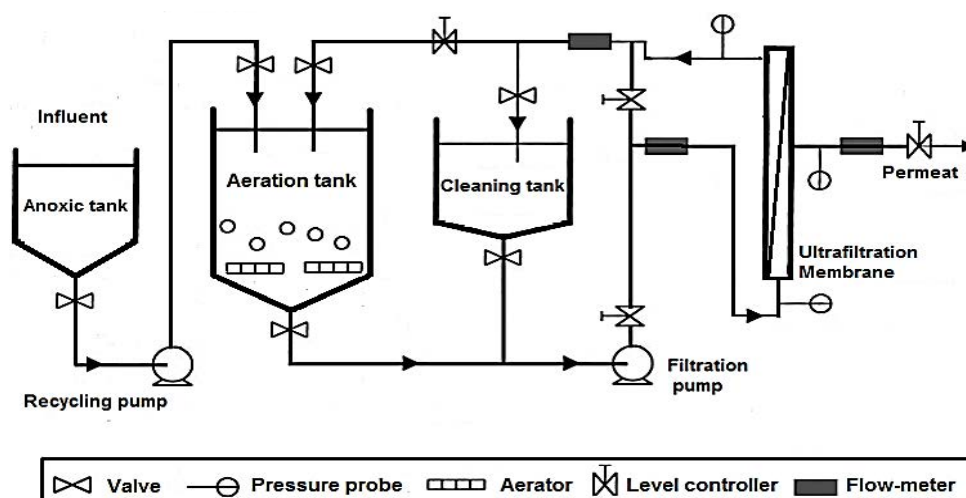 Influent
Anoxic tank
Aeration tank
Cleaning tank
Permeat
Ultrafiltration
Membrane
Recycling pump
Filtration
pump
Valve
Pressure probe
Aerator
Level controller
Flow-meter